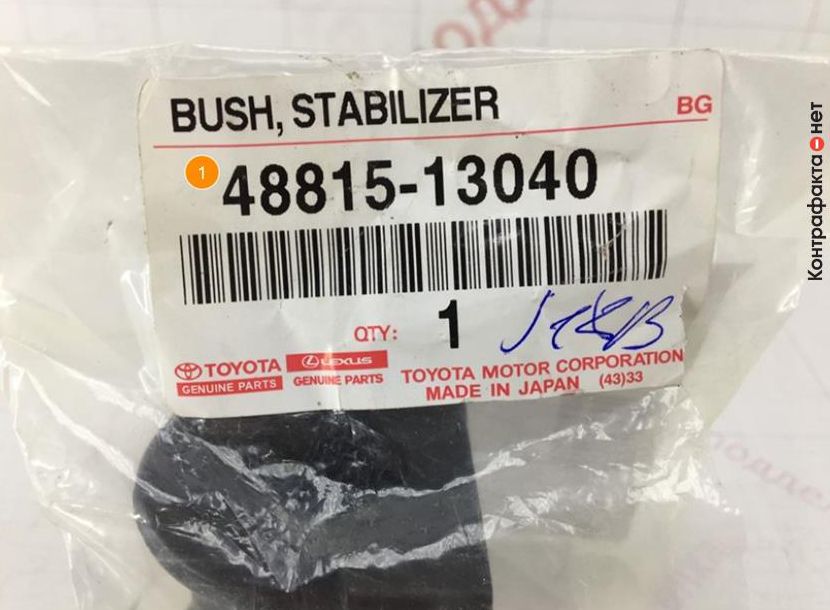 BUSH, STABILIZER
BG
1
48815-13040
QTY: 1
TOYOTA
GENUINE PARTS
LEXUS
GENUINE PARTS
TOYOTA MOTOR CORPORATION
MADE IN JAPAN (43)33
Контрафакта нет